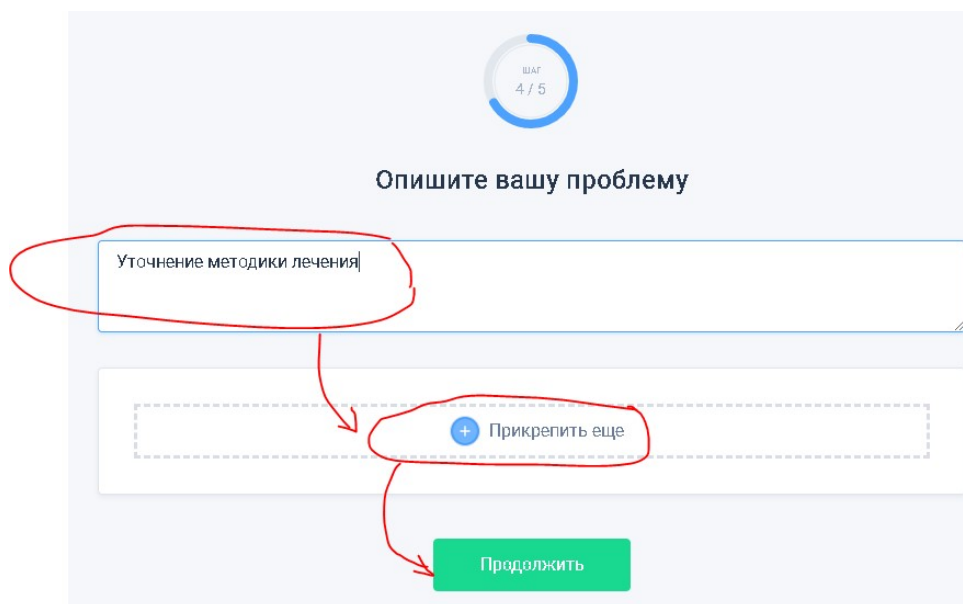 ШАГ
4 / 5
Опишите вашу проблему
Уточнение методики лечения
Прикрепить еще
Продолжить